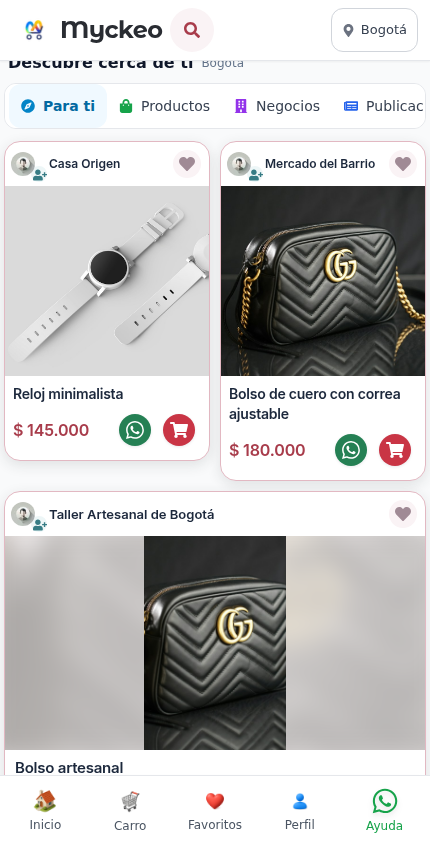 Myckeo
Bogotá
Descubre cerca de ti Bogotá
Para ti
Productos
Negocios
Publicac
Casa Origen
Mercado del Barrio
Reloj minimalista
$ 145.000
Bolso de cuero con correa
ajustable
$ 180.000
Taller Artesanal de Bogotá
Bolso artesanal
Inicio
Carro
Favoritos
Perfil
Ayuda